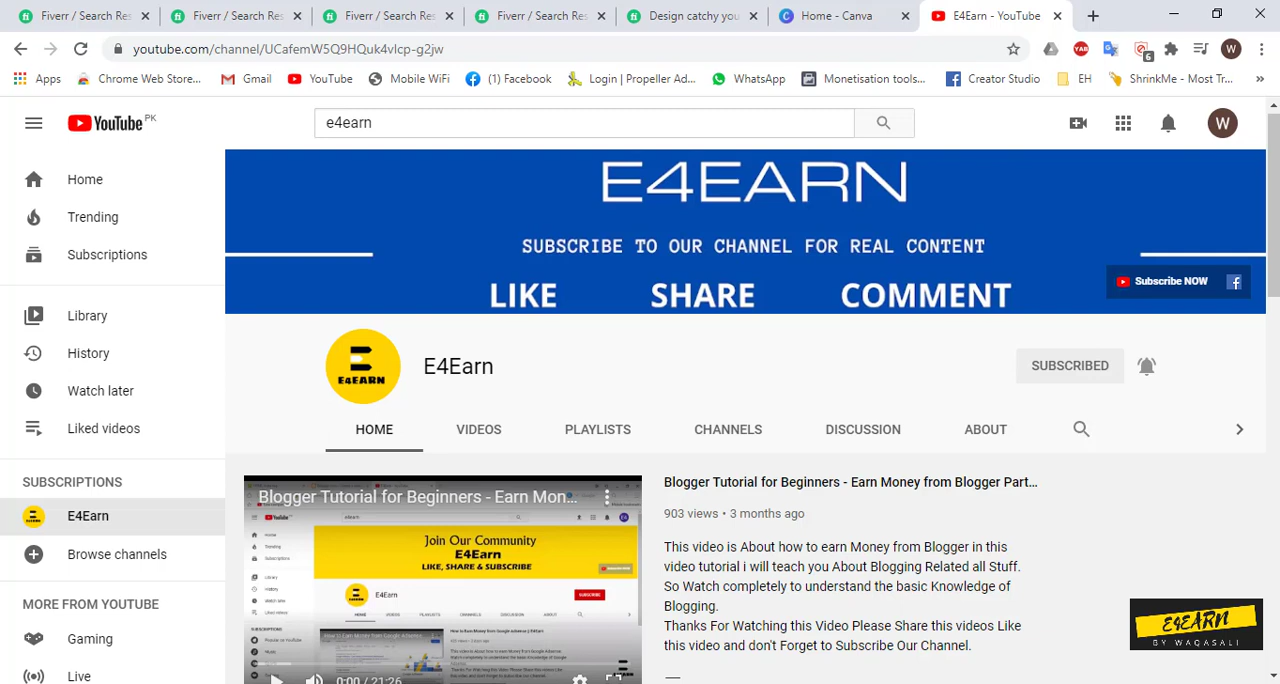 Fiverr / Search Res
Fiverr / Search Res
Fiverr / Search Res
Fiverr / Search Res
Design catchy you
Home - Canva
E4Earn - YouTube
youtube.com/channel/UCafemW5Q9HQuk4vIcp-g2jw
YAB
6
W
Apps
Chrome Web Store...
Gmail
YouTube
Mobile WiFi
(1) Facebook
Login | Propeller Ad...
WhatsApp
Monetisation tools...
Creator Studio
EH
ShrinkMe - Most Tr...
»
YouTube PK
e4earn
W
Home
Trending
Subscriptions
Library
History
Watch later
Liked videos
SUBSCRIPTIONS
E4Earn
Browse channels
MORE FROM YOUTUBE
Gaming
Live
E4EARN
SUBSCRIBE TO OUR CHANNEL FOR REAL CONTENT
LIKE SHARE COMMENT
Subscribe NOW
E4EARN
E4Earn
SUBSCRIBED
HOME
VIDEOS
PLAYLISTS
CHANNELS
DISCUSSION
ABOUT
Blogger Tutorial for Beginners - Earn Mon...
Join Our Community
E4Earn
LIKE, SHARE & SUBSCRIBE
E4Earn
SUBSCRIBE
0:00 / 21:26
Blogger Tutorial for Beginners - Earn Money from Blogger Part...
903 views • 3 months ago
This video is About how to earn Money from Blogger in this
video tutorial i will teach you About Blogging Related all Stuff.
So Watch completely to understand the basic Knowledge of
Blogging.
Thanks For Watching this Video Please Share this videos Like
this video and don't Forget to Subscribe Our Channel.
E4EARN
BY WAQASALI